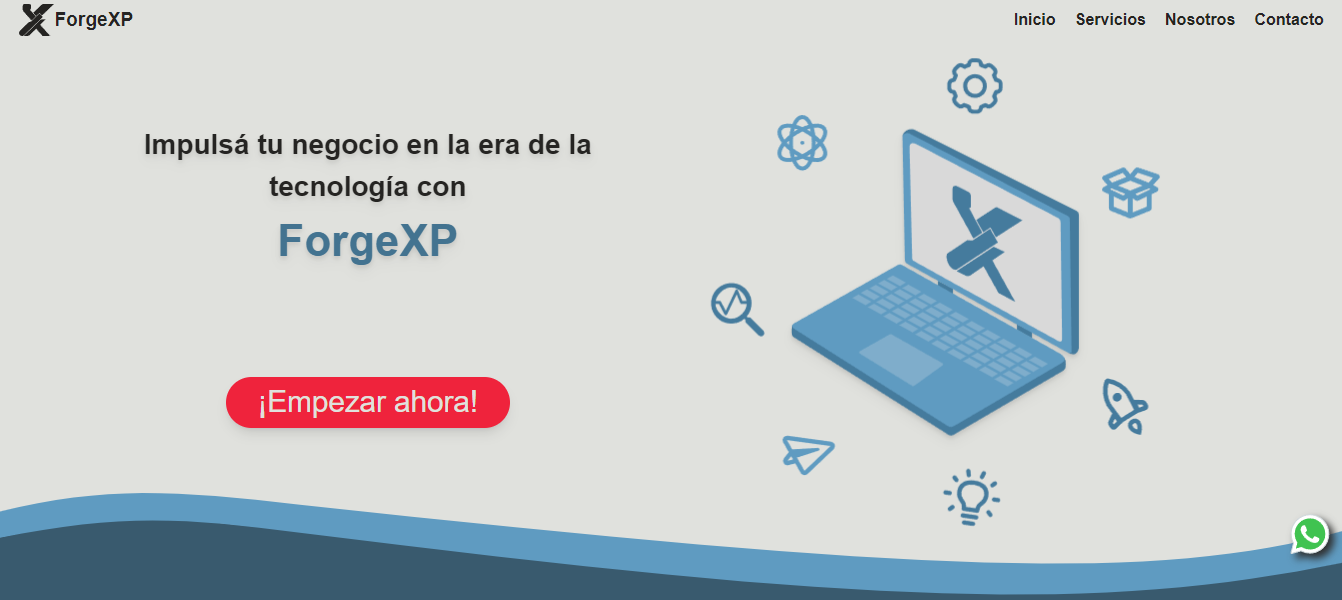 ForgeXP
Inicio Servicios Nosotros Contacto
Impulsá tu negocio en la era de la
tecnología con
ForgeXP
¡Empezar ahora!